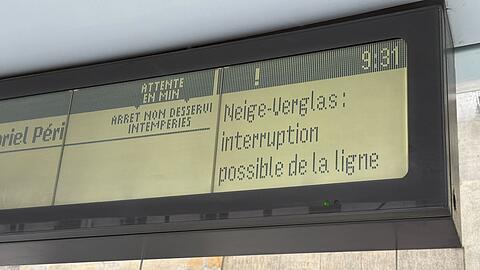 9:31
ATTENTE
EN MIN
!
riel Péri
ARRET NON DESSERVI
INTEMPERIES
Neige-Verglas :
interruption
possible de la ligne